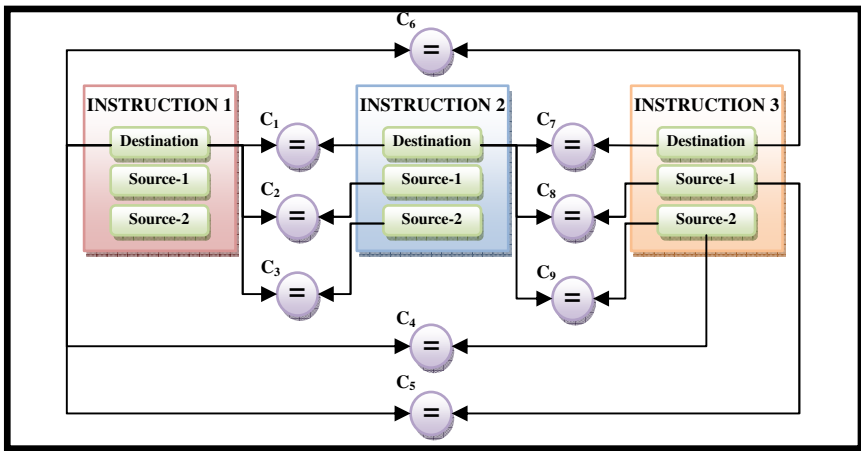 C6
=
INSTRUCTION 1
Destination
Source-1
Source-2
C1
=
C2
=
C3
=
INSTRUCTION 2
Destination
Source-1
Source-2
C7
=
C8
=
C9
=
INSTRUCTION 3
Destination
Source-1
Source-2
C4
=
C5
=